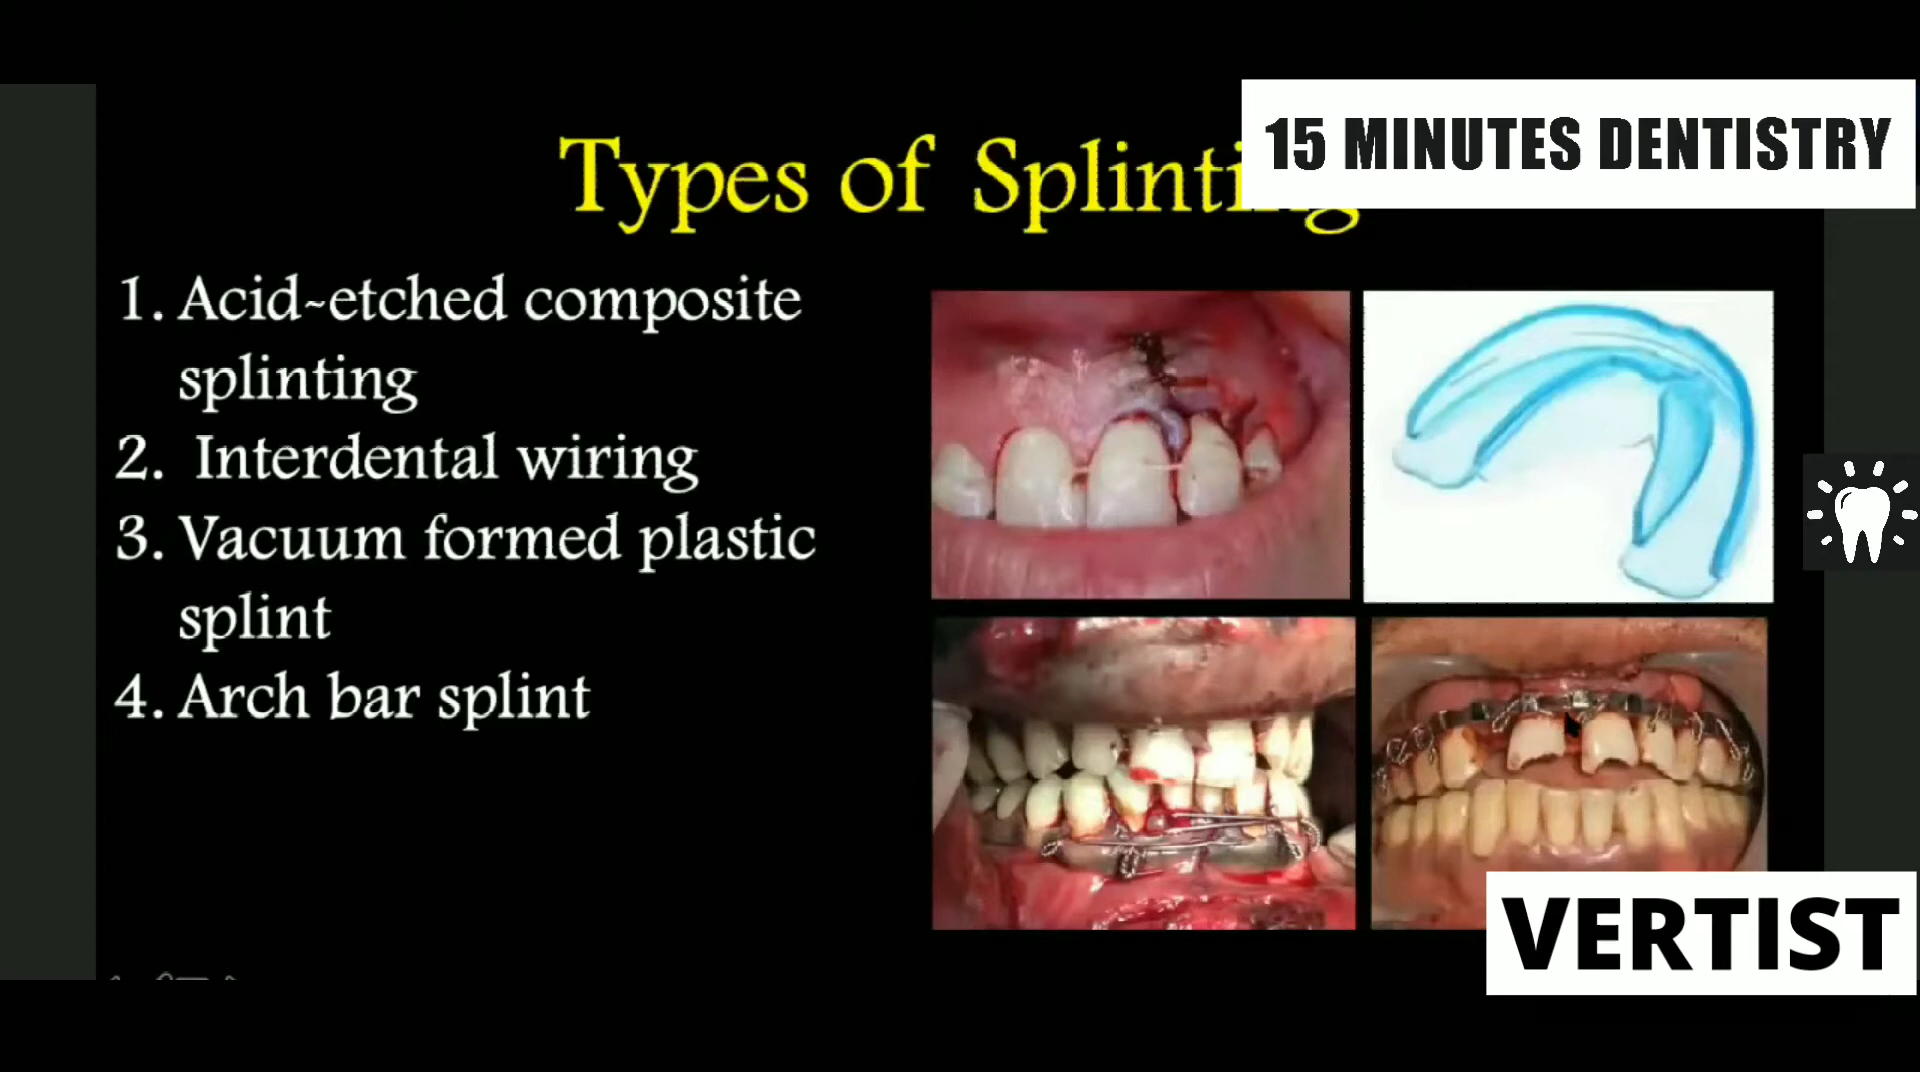 15 MINUTES DENTISTRY
Types of Splinting
1. Acid-etched composite
splinting
2. Interdental wiring
3. Vacuum formed plastic
splint
4. Arch bar splint
VERTIST